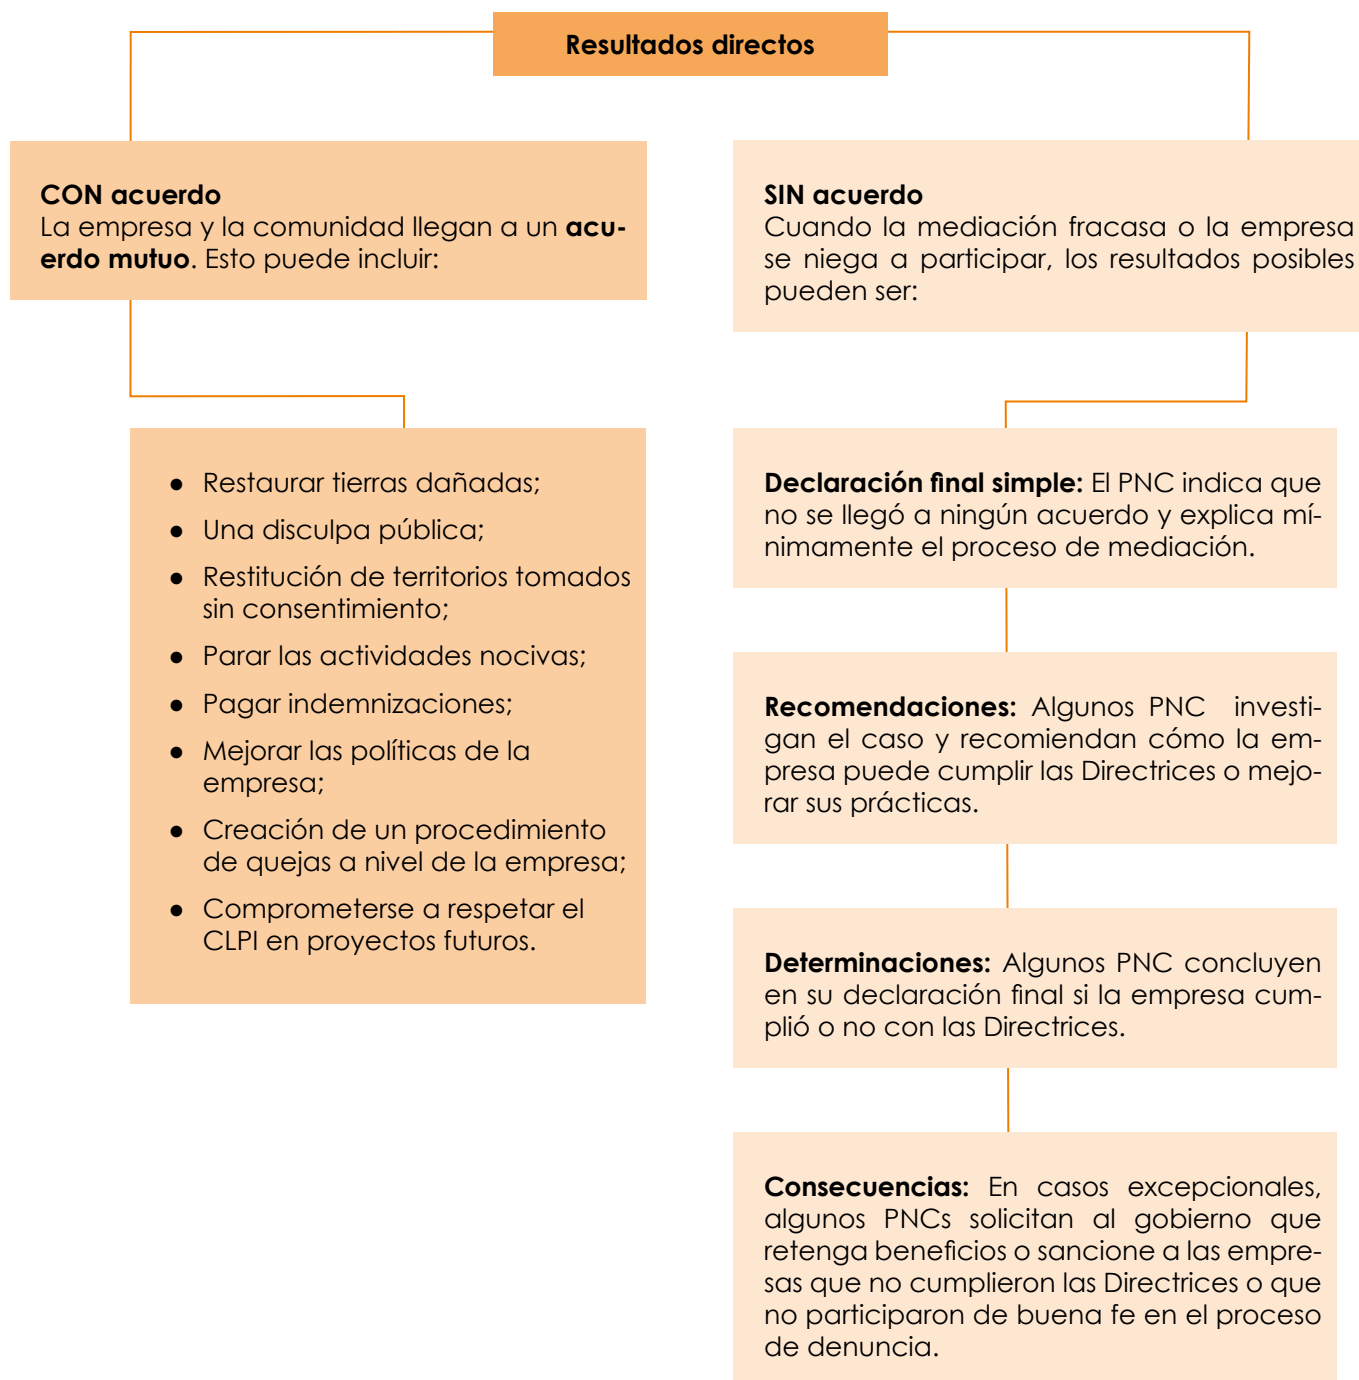 Resultados directos
CON acuerdo
La empresa y la comunidad llegan a un acu-
erdo mutuo. Esto puede incluir:
● Restaurar tierras dañadas;
● Una disculpa pública;
● Restitución de territorios tomados
sin consentimiento;
● Parar las actividades nocivas;
● Pagar indemnizaciones;
● Mejorar las políticas de la
empresa;
● Creación de un procedimiento
de quejas a nivel de la empresa;
● Comprometerse a respetar el
CLPI en proyectos futuros.
SIN acuerdo
Cuando la mediación fracasa o la empresa
se niega a participar, los resultados posibles
pueden ser:
Declaración final simple: El PNC indica que
no se llegó a ningún acuerdo y explica mí-
nimamente el proceso de mediación.
Recomendaciones: Algunos PNC investi-
gan el caso y recomiendan cómo la em-
presa puede cumplir las Directrices o mejo-
rar sus prácticas.
Determinaciones: Algunos PNC concluyen
en su declaración final si la empresa cum-
plió o no con las Directrices.
Consecuencias: En casos excepcionales,
algunos PNCs solicitan al gobierno que
retenga beneficios o sancione a las empre-
sas que no cumplieron las Directrices o que
no participaron de buena fe en el proceso
de denuncia.